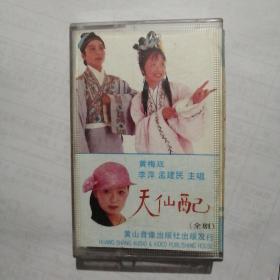 黄梅戏
李萍 孟建民 主唱
天仙配
(全剧)
黄山音像出版社出版发行
HUANG SHANG AUDIO & VIDEO PUBLISHING HOUSE